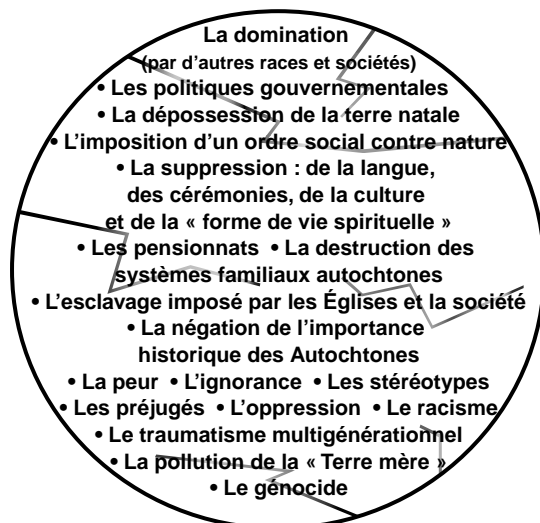 La domination
(par d’autres races et sociétés)
• Les politiques gouvernementales
• La dépossession de la terre natale
• L’imposition d’un ordre social contre nature
• La suppression : de la langue,
des cérémonies, de la culture
et de la « forme de vie spirituelle »
• Les pensionnats • La destruction des
systèmes familiaux autochtones
• L’esclavage imposé par les Églises et la société
• La négation de l’importance
historique des Autochtones
• La peur • L’ignorance • Les stéréotypes
• Les préjugés • L’oppression • Le racisme
• Le traumatisme multigénérationnel
• La pollution de la « Terre mère »
• Le génocide